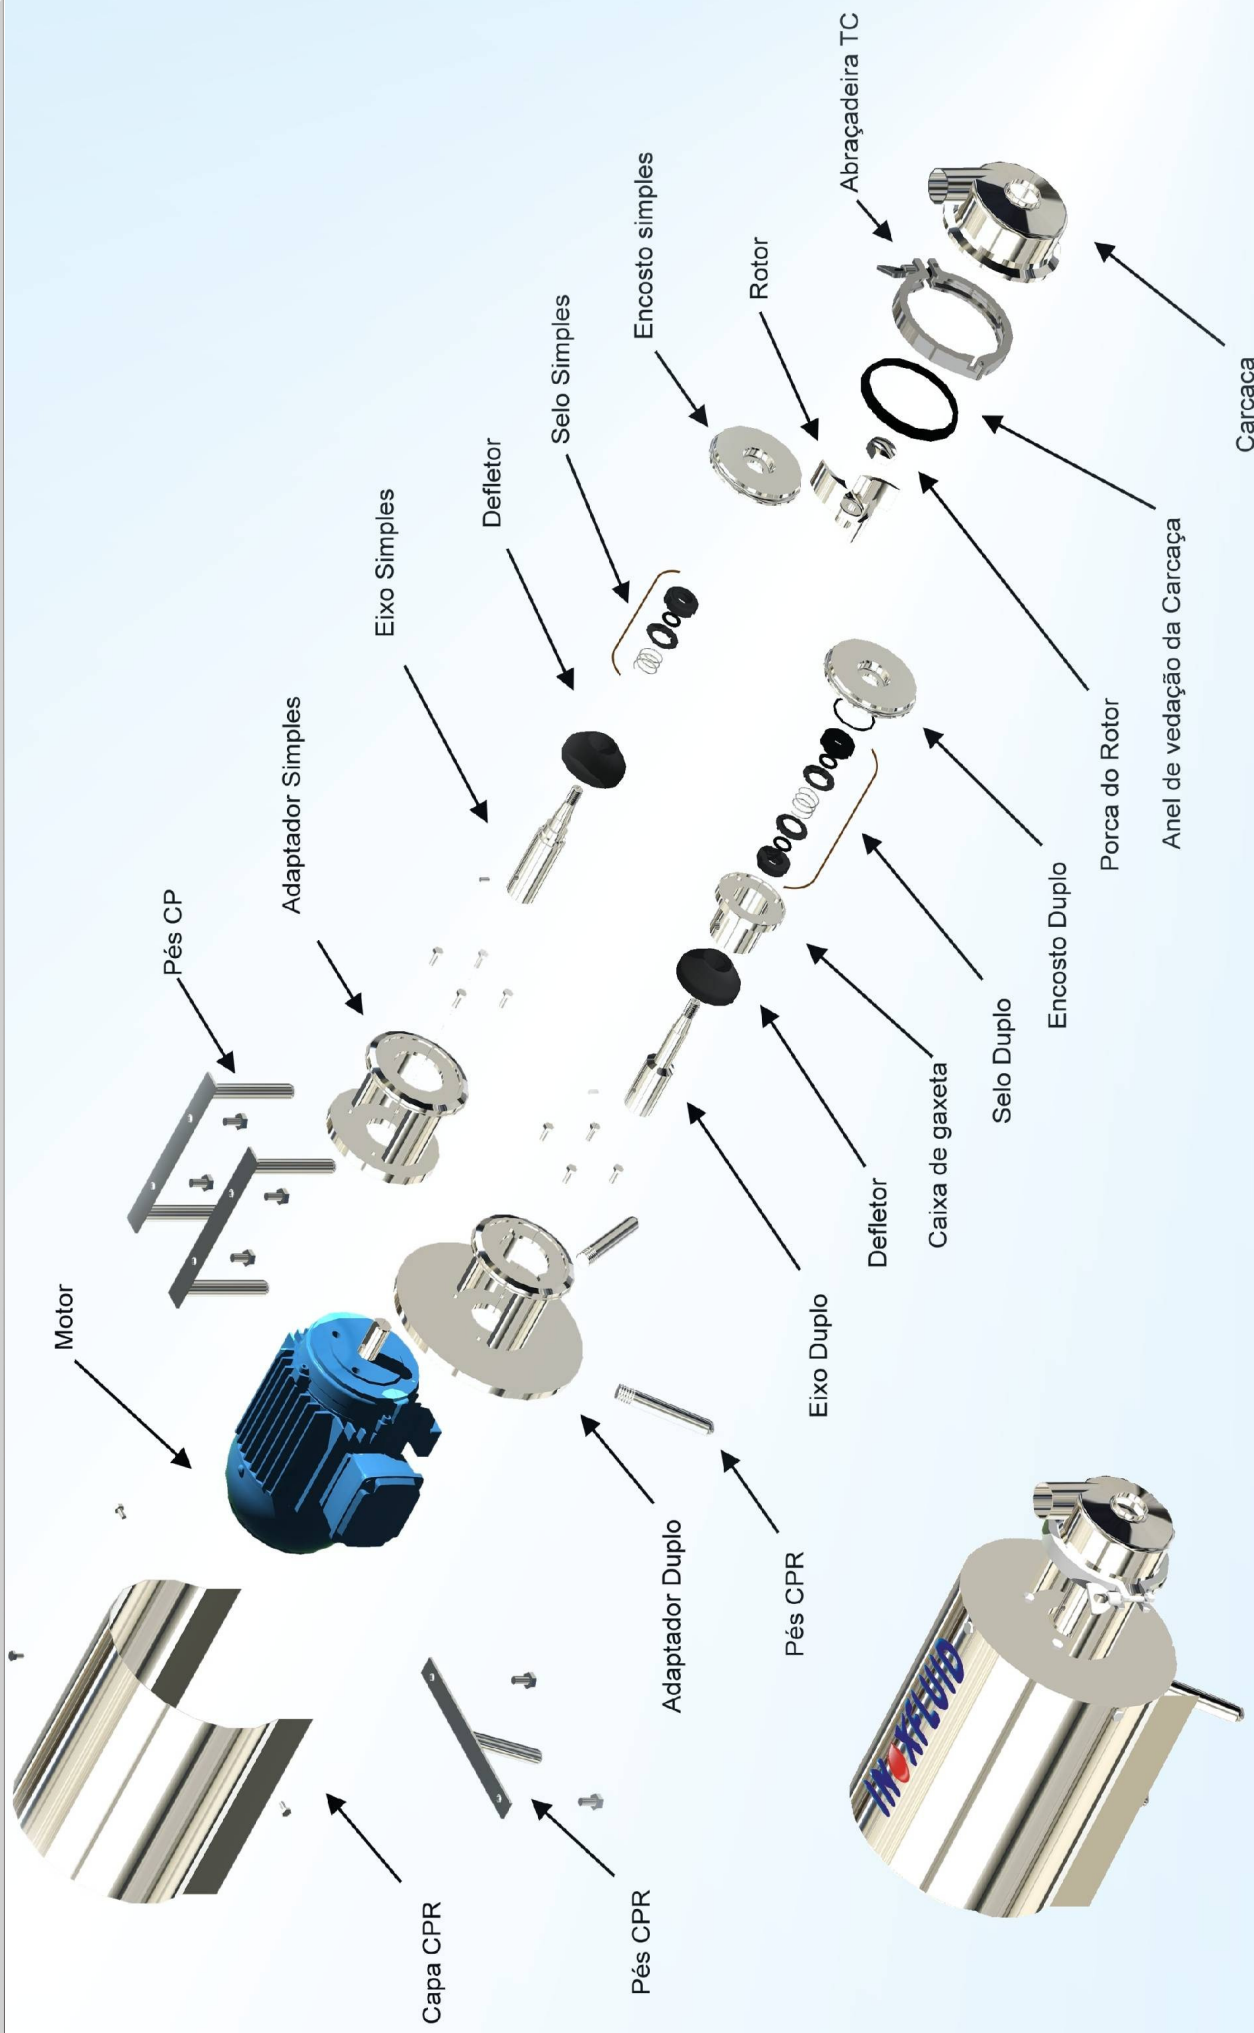 Motor
Pés CP
Adaptador Simples
Eixo Simples
Defletor
Selo Simples
Encosto simples
Rotor
Abraçadeira TC
Capa CPR
Pés CPR
Adaptador Duplo
Pés CPR
Eixo Duplo
Defletor
Caixa de gaxeta
Selo Duplo
Encosto Duplo
Porca do Rotor
Anel de vedação da Carcaça
Carcaça
INOXFLUID